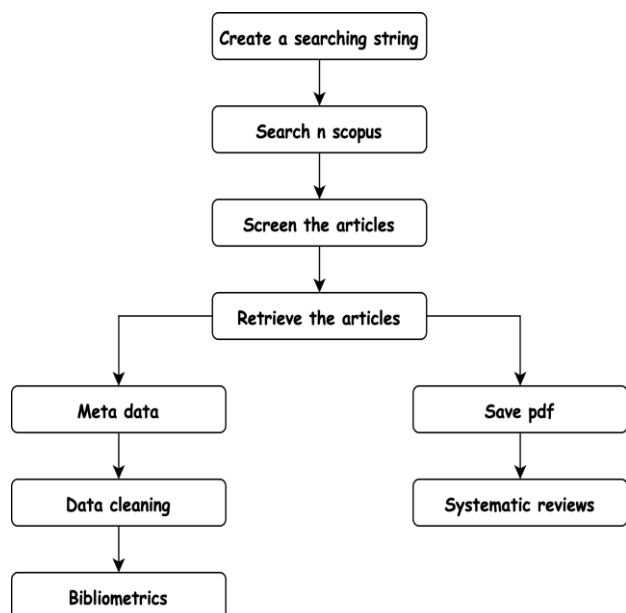 Create a searching string
Search n scopus
Screen the articles
Retrieve the articles
Meta data
Save pdf
Data cleaning
Systematic reviews
Bibliometrics